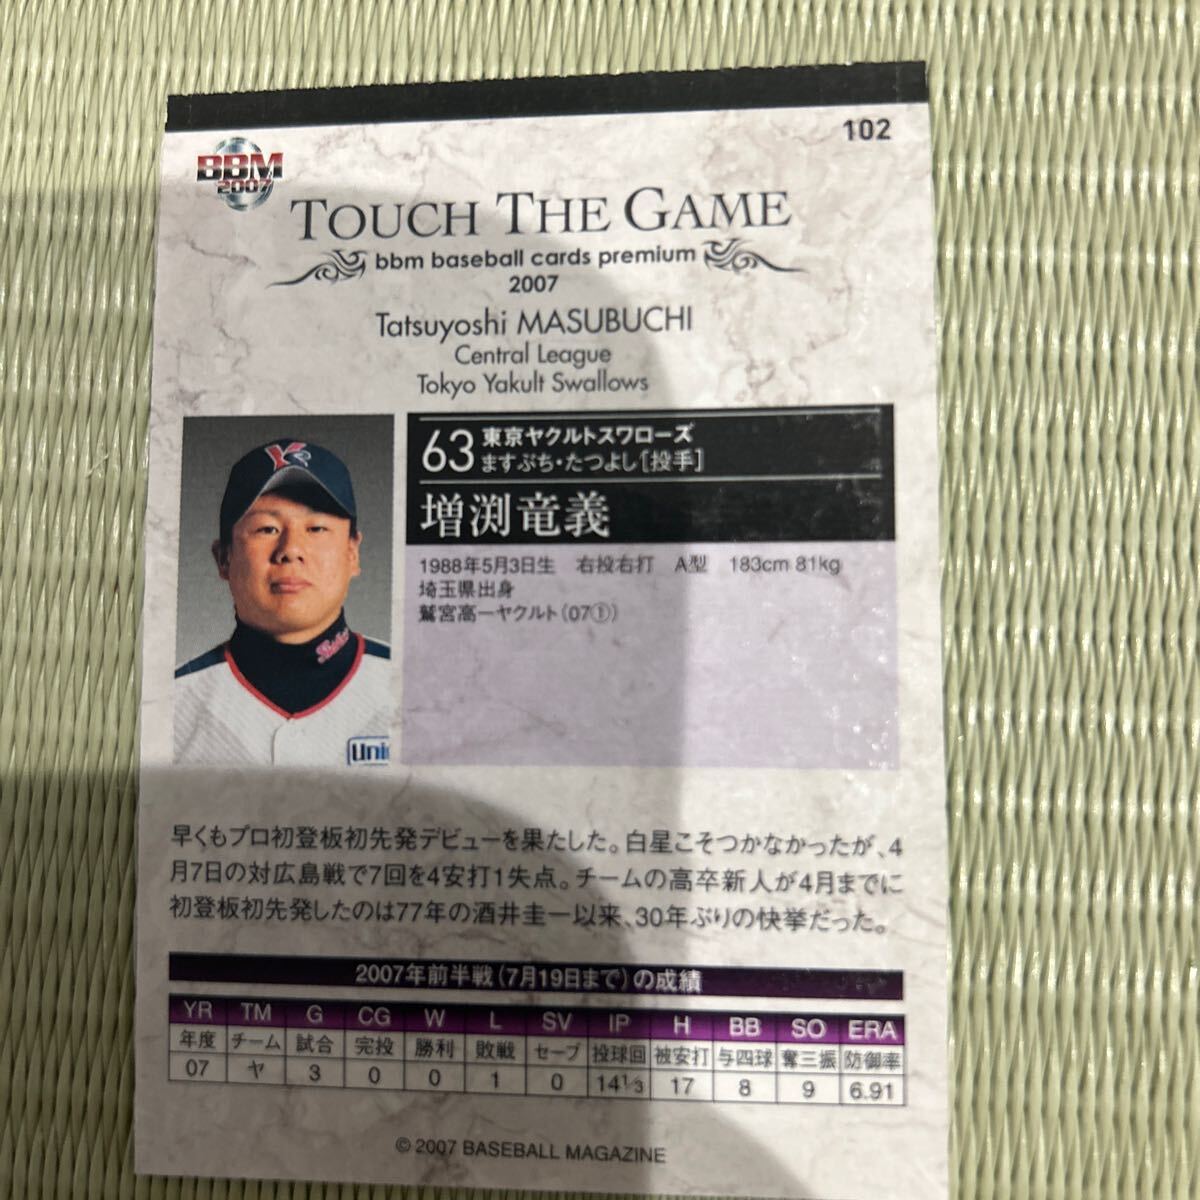 102
BBM
2007
TOUCH THE GAME
bbm baseball cards premium
2007
Tatsuyoshi MASUBUCHI
Central League
Tokyo Yakult Swallows
63 東京ヤクルトスワローズ
ますぶち・たつよし[投手]
増渕竜義
1988年5月3日生 右投右打 A型 183cm 81kg
埼玉県出身
鷲宮高―ヤクルト(07①)
早くもプロ初登板初先発デビューを果たした。白星こそつかなかったが、4
月7日の対広島戦で7回を4安打1失点。チームの高卒新人が4月までに
初登板初先発したのは77年の酒井圭一以来、30年ぶりの快挙だった。
2007年前半戦(7月19日まで)の成績
YR TM G CG W L SV IP H BB SO ERA
年度 チーム 試合 完投 勝利 敗戦 セーブ 投球回 被安打 与四球 奪三振 防御率
07 ヤ 3 0 0 1 0 14 1/3 17 8 9 6.91
© 2007 BASEBALL MAGAZINE